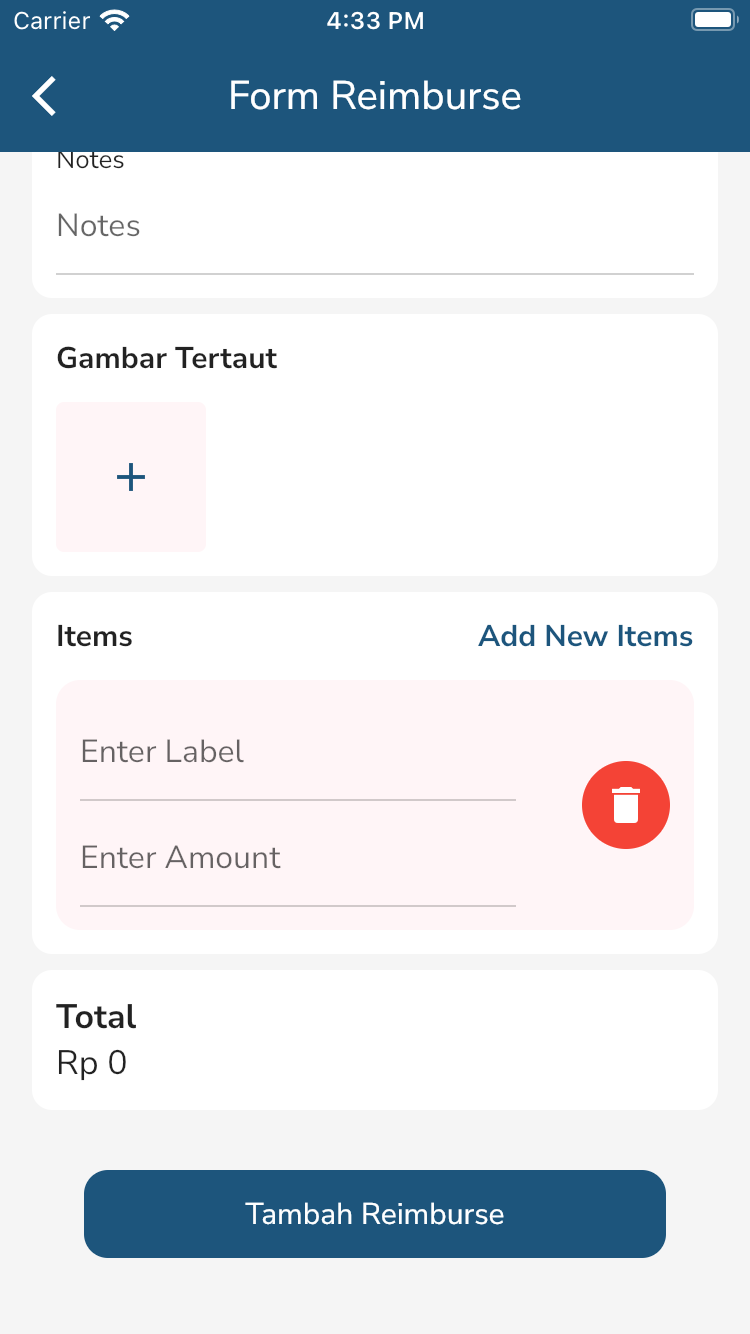 Carrier 4:33 PM
Form Reimburse
Notes
Notes
Gambar Tertaut
+
Items Add New Items
Enter Label
Enter Amount
Total
Rp 0
Tambah Reimburse